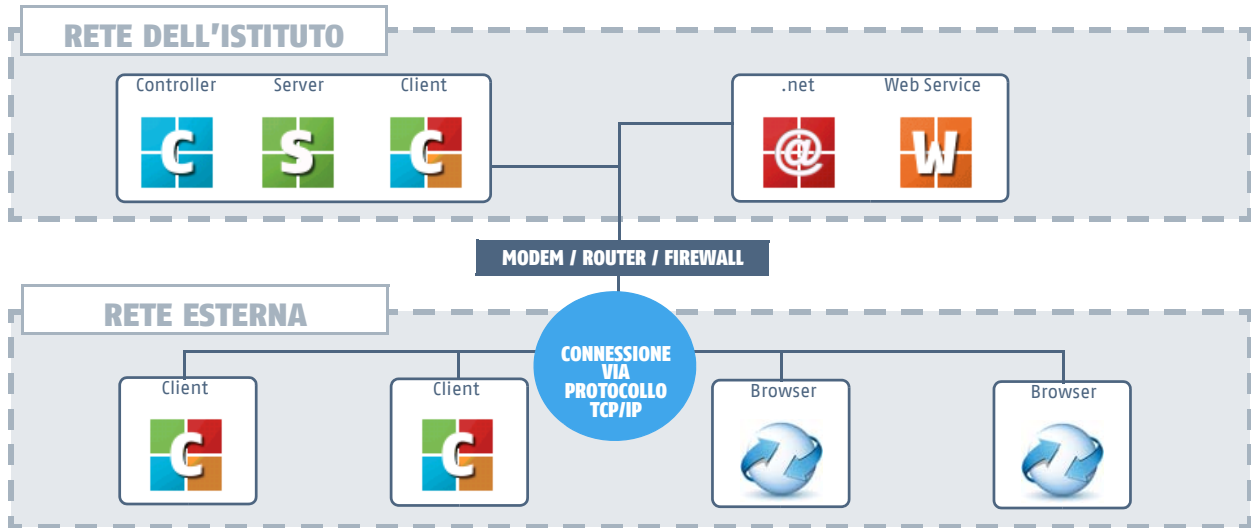 RETE DELL'ISTITUTO
Controller Server Client
C S C
.net Web Service
@ W
MODEM / ROUTER / FIREWALL
RETE ESTERNA
CONNESSIONE
VIA
PROTOCOLLO
TCP/IP
Client
C
Client
C
Browser
Browser